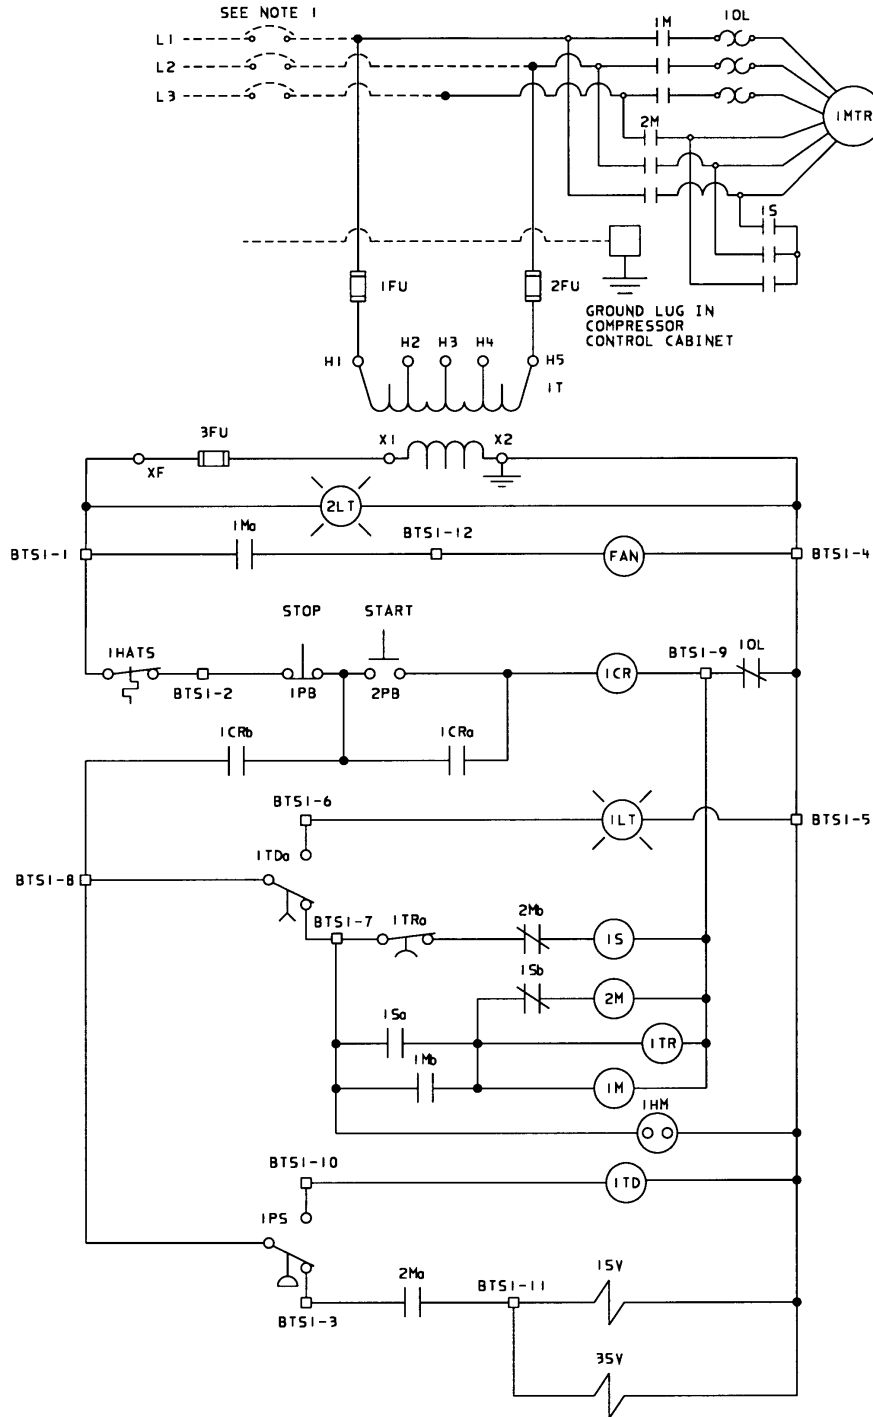 SEE NOTE 1
L1
1M
1OL
L2
L3
1MTR
2M
1S
1FU
2FU
GROUND LUG IN
COMPRESSOR
CONTROL CABINET
H1
H2
H3
H4
H5
1T
3FU
X1
X2
XF
2LT
1Ma
BTS1-12
BTS1-1
FAN
BTS1-4
STOP
START
1HATS
BTS1-9
1OL
1CR
BTS1-2
1PB
2PB
1CRb
1CRa
BTS1-6
1LT
BTS1-5
1TDa
BTS1-8
BTS1-7
1TRa
2Mb
1S
1Sb
2M
1Sa
1TR
1Mb
1M
1HM
BTS1-10
1TD
1PS
2Ma
BTS1-11
1SV
BTS1-3
3SV